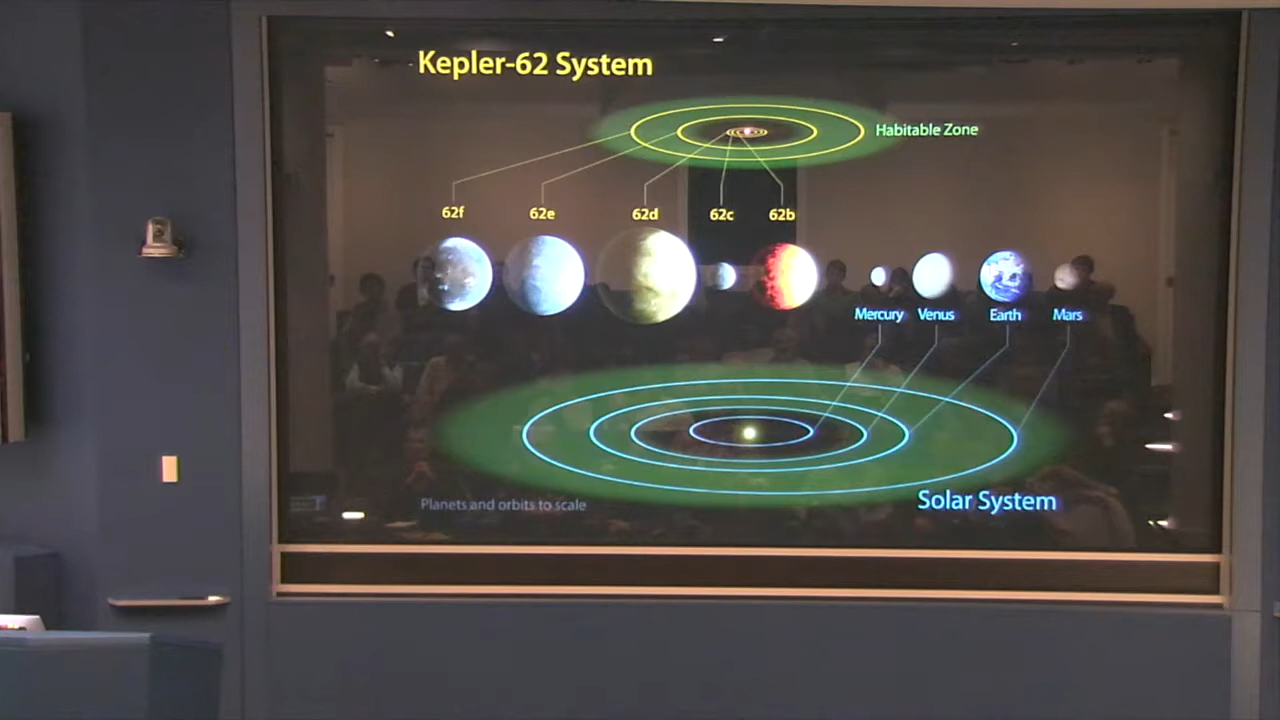 Kepler-62 System
Habitable Zone
62f 62e 62d 62c 62b
Mercury Venus Earth Mars
Planets and orbits to scale
Solar System